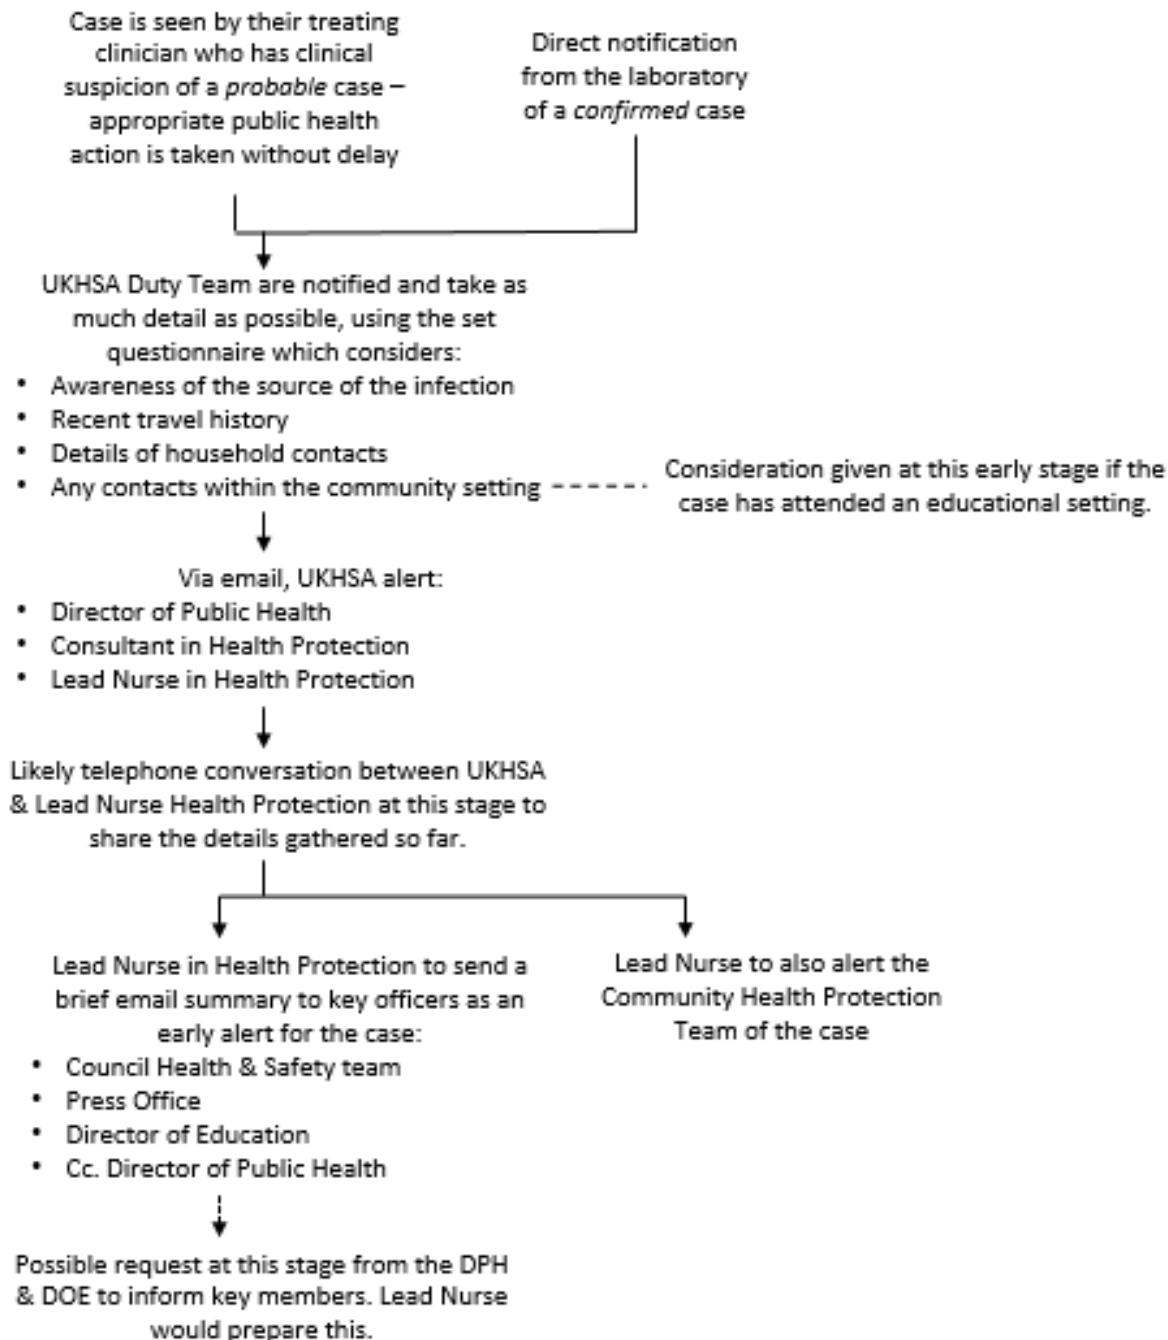 Case is seen by their treating
clinician who has clinical
suspicion of a probable case –
appropriate public health
action is taken without delay
Direct notification
from the laboratory
of a confirmed case
UKHSA Duty Team are notified and take as
much detail as possible, using the set
questionnaire which considers:
• Awareness of the source of the infection
• Recent travel history
• Details of household contacts
• Any contacts within the community setting
Consideration given at this early stage if the
case has attended an educational setting.
Via email, UKHSA alert:
• Director of Public Health
• Consultant in Health Protection
• Lead Nurse in Health Protection
Likely telephone conversation between UKHSA
& Lead Nurse Health Protection at this stage to
share the details gathered so far.
Lead Nurse in Health Protection to send a
brief email summary to key officers as an
early alert for the case:
• Council Health & Safety team
• Press Office
• Director of Education
• Cc. Director of Public Health
Lead Nurse to also alert the
Community Health Protection
Team of the case
Possible request at this stage from the DPH
& DOE to inform key members. Lead Nurse
would prepare this.